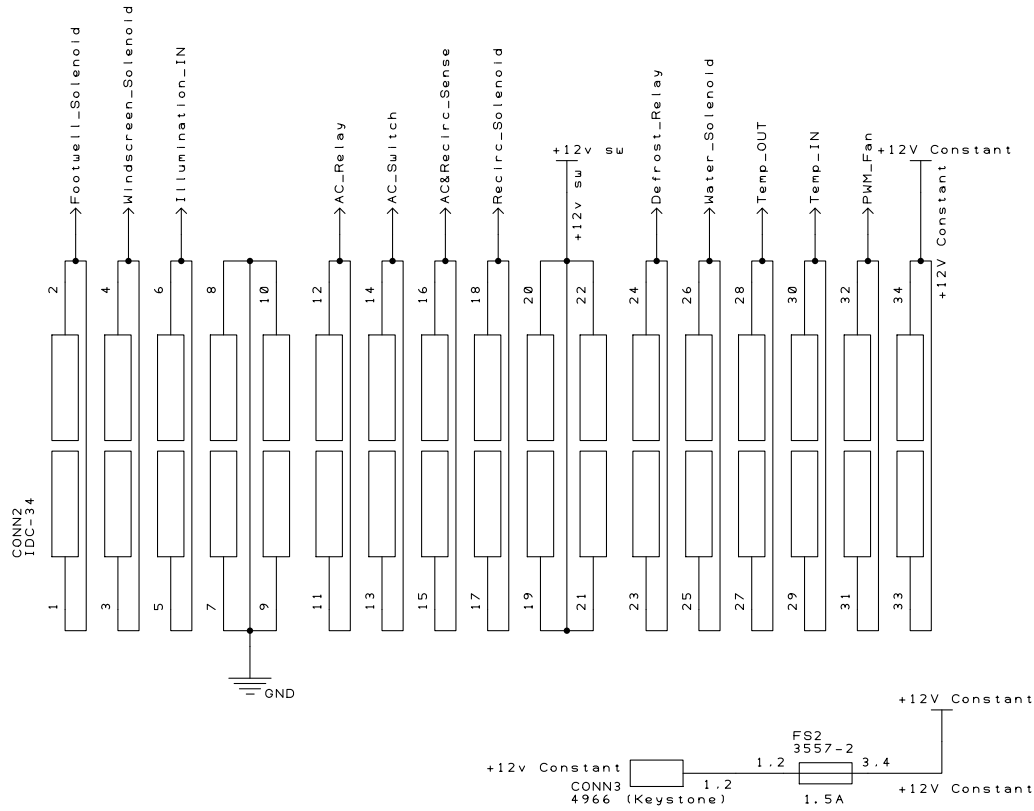 Footwell_Solenoid
Windscreen_Solenoid
Illumination_IN
AC_Relay
AC_Switch
AC&Recirc_Sense
Recirc_Solenoid
+12v sw
+12v sw
Defrost_Relay
Water_Solenoid
Temp_OUT
Temp_IN
PWM_Fan
+12V Constant
+12V Constant
2 4 6 8 10 12 14 16 18 20 22 24 26 28 30 32 34
CONN2
IDC-34
1 3 5 7 9 11 13 15 17 19 21 23 25 27 29 31 33
GND
+12V Constant
FS2
3557-2
+12v Constant
1,2
3,4
CONN3
1,2
4966 (Keystone)
1.5A
+12V Constant